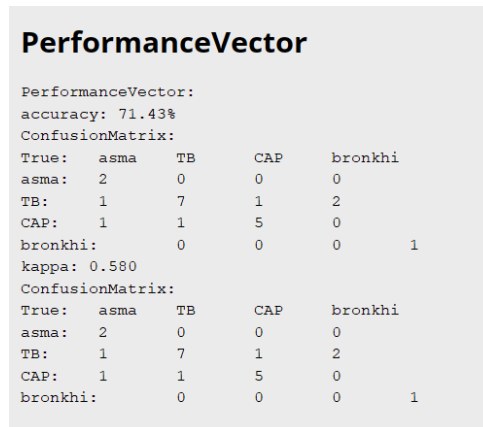 PerformanceVector
PerformanceVector:
accuracy: 71.43%
ConfusionMatrix:
True: asma TB CAP bronkhi
asma: 2 0 0 0
TB: 1 7 1 2
CAP: 1 1 5 0
bronkhi: 0 0 0 1
kappa: 0.580
ConfusionMatrix:
True: asma TB CAP bronkhi
asma: 2 0 0 0
TB: 1 7 1 2
CAP: 1 1 5 0
bronkhi: 0 0 0 1